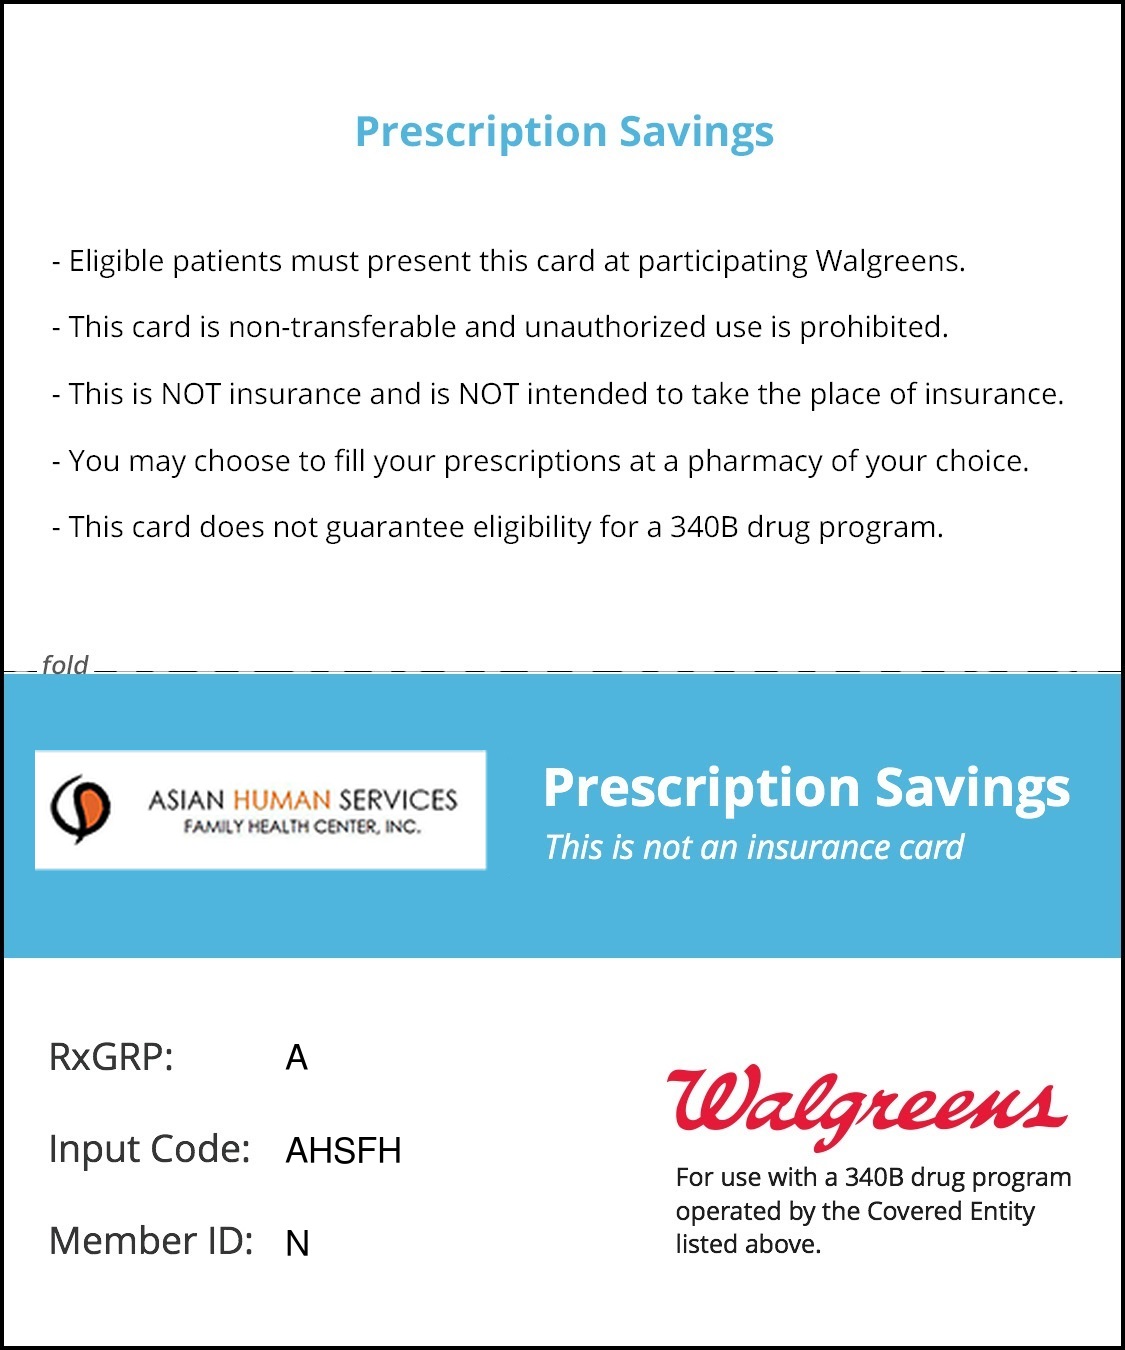 Prescription Savings
- Eligible patients must present this card at participating Walgreens.
- This card is non-transferable and unauthorized use is prohibited.
- This is NOT insurance and is NOT intended to take the place of insurance.
- You may choose to fill your prescriptions at a pharmacy of your choice.
- This card does not guarantee eligibility for a 340B drug program.
fold
ASIAN HUMAN SERVICES
FAMILY HEALTH CENTER, INC.
Prescription Savings
This is not an insurance card
RxGRP: A
Input Code: AHSFH
Member ID: N
Walgreens
For use with a 340B drug program
operated by the Covered Entity
listed above.